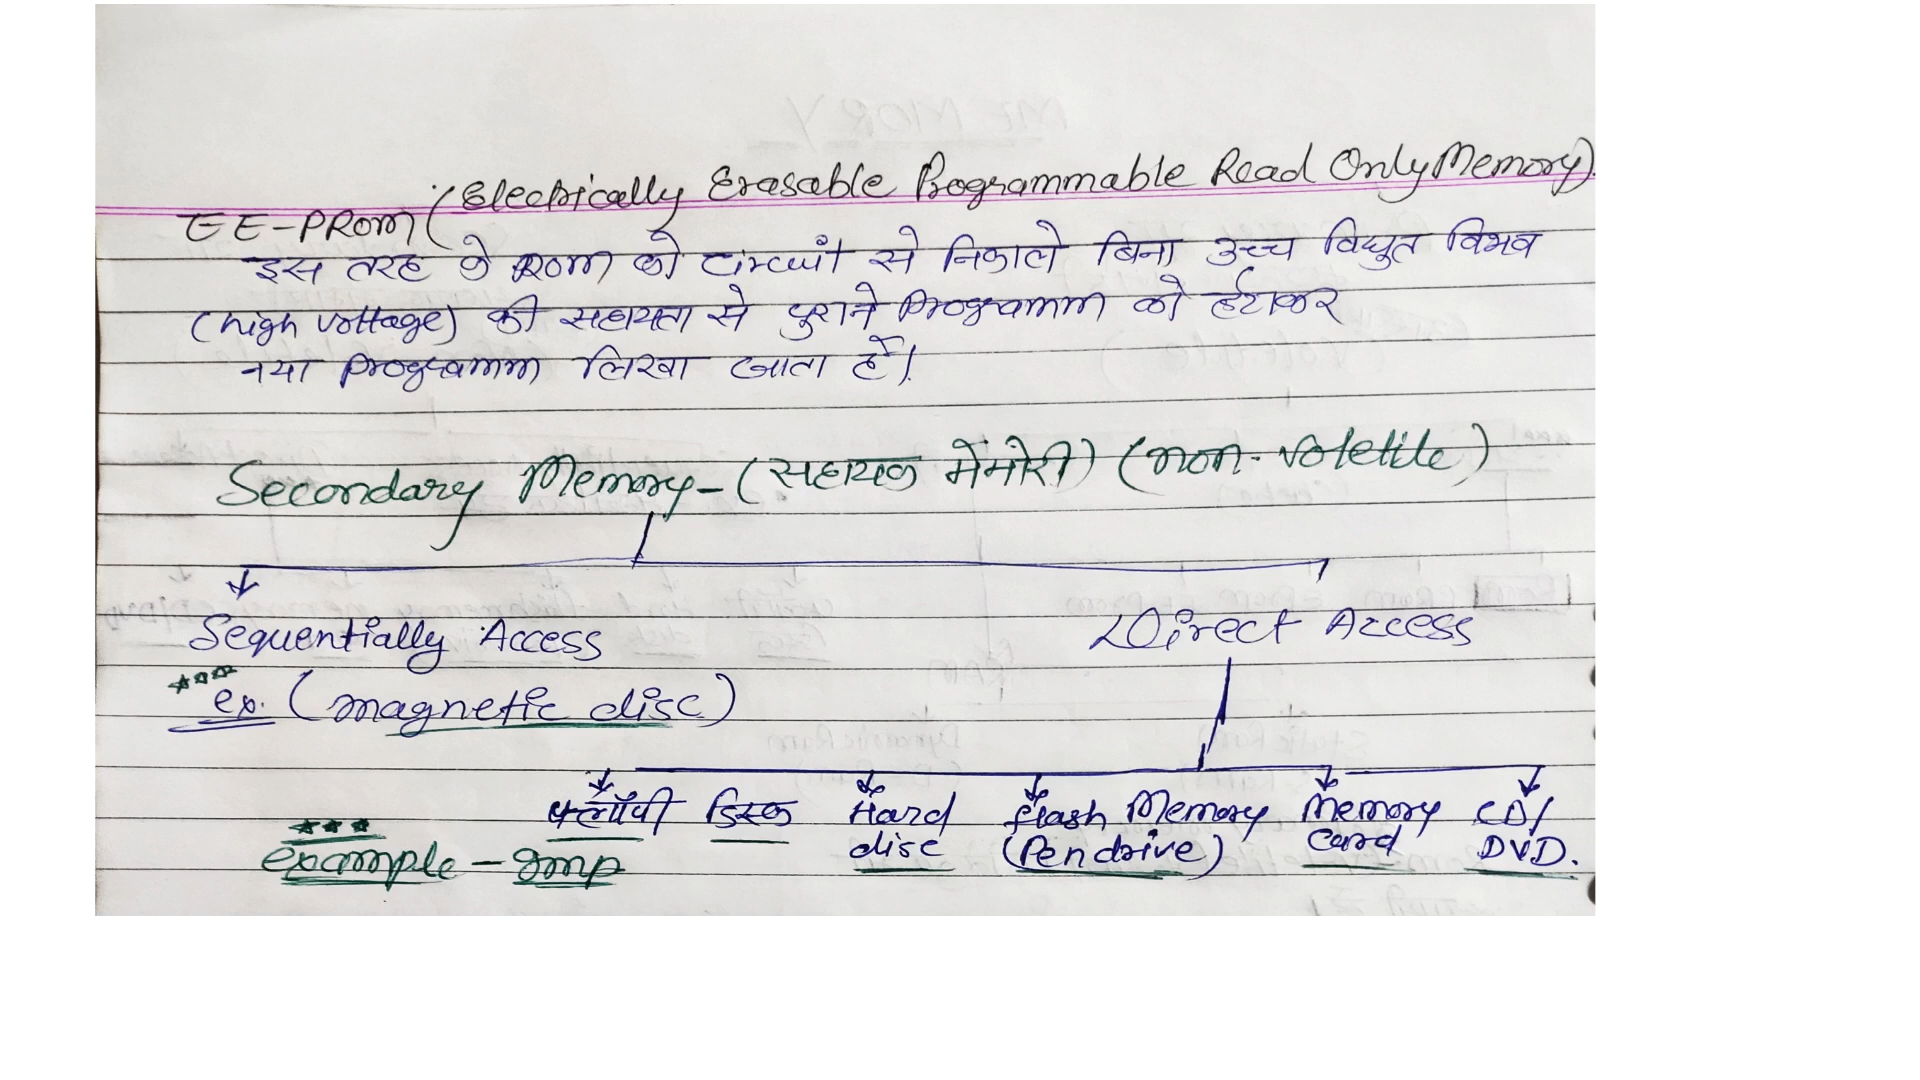 EE-PROM (Electrically Erasable Programmable Read Only Memory).
इस तरह के ROM को Circuit से निकाले बिना उच्च विधुत विभव
(high voltage) की सहायता से पुराने Programm को हटाकर
नया Programm लिखा जाता है।
Secondary Memory - (सहायक मेंमोरी) (non-voletile)
Sequentially Access
Direct Access
ex. (magnetic disc)
फ्लॉपी डिस्क Hard disc flash Memory (Pendrive) Memory Card CD/ DVD.
example - Imp